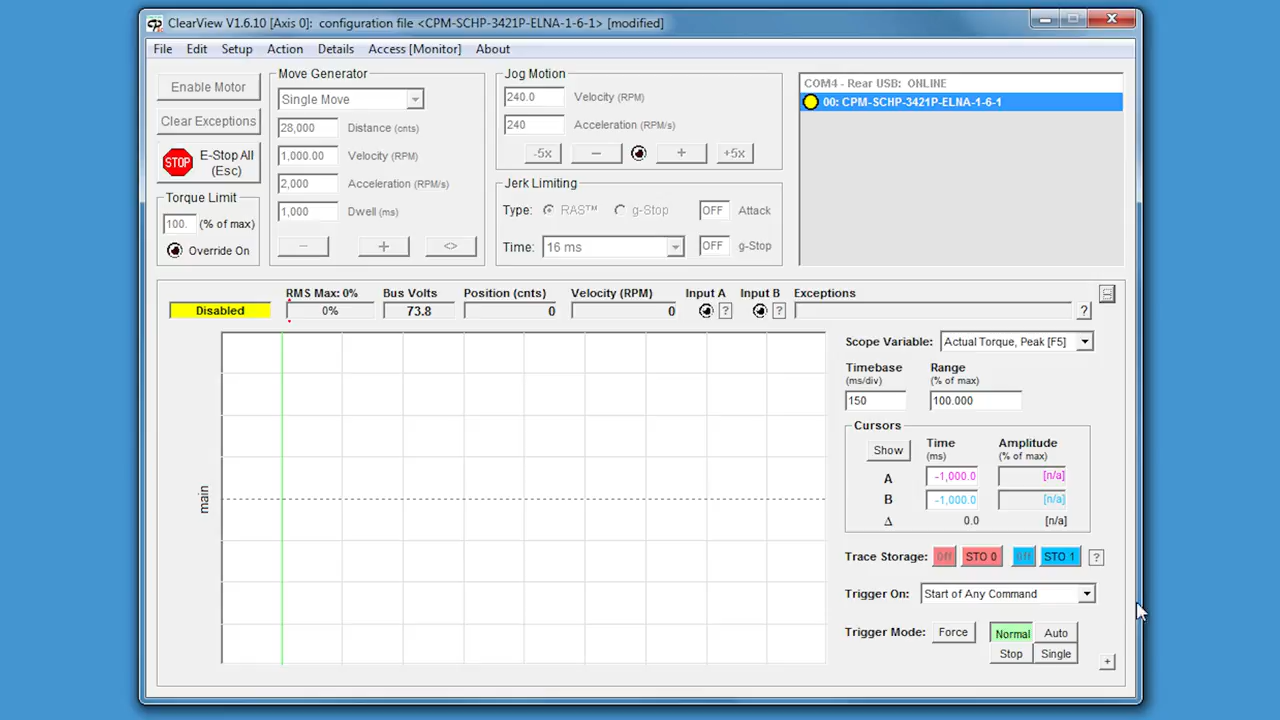 ClearView V1.6.10 [Axis 0]: configuration file <CPM-SCHP-3421P-ELNA-1-6-1> [modified]
File Edit Setup Action Details Access [Monitor] About
Enable Motor
Clear Exceptions
STOP
E-Stop All
(Esc)
Torque Limit
100. (% of max)
Override On
Move Generator
Single Move
28,000 Distance (cnts)
1,000.00 Velocity (RPM)
2,000 Acceleration (RPM/s)
1,000 Dwell (ms)
− + <>
Jog Motion
240.0 Velocity (RPM)
240 Acceleration (RPM/s)
-5x − + +5x
Jerk Limiting
Type: RAS™ g-Stop OFF Attack
Time: 16 ms OFF g-Stop
COM4 - Rear USB: ONLINE
00: CPM-SCHP-3421P-ELNA-1-6-1
RMS Max: 0% Bus Volts Position (cnts) Velocity (RPM) Input A Input B Exceptions
Disabled 0% 73.8 0 0 ? ? ?
main
Scope Variable: Actual Torque, Peak [F5]
Timebase Range
(ms/div) (% of max)
150 100.000
Cursors
Show Time Amplitude
(ms) (% of max)
A -1,000.0 [n/a]
B -1,000.0 [n/a]
Δ 0.0 [n/a]
Trace Storage: Off STO 0 Off STO 1 ?
Trigger On: Start of Any Command
Trigger Mode: Force Normal Auto
Stop Single
+